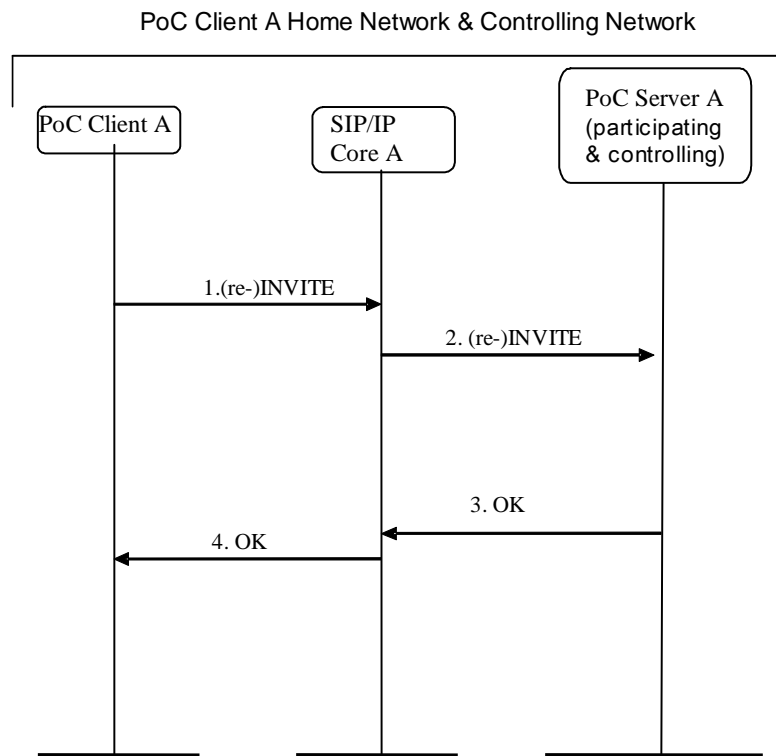 PoC Client A Home Network & Controlling Network
PoC Client A
SIP/IP
Core A
PoC Server A
(participating
& controlling)
1.(re-)INVITE
2. (re-)INVITE
3. OK
4. OK